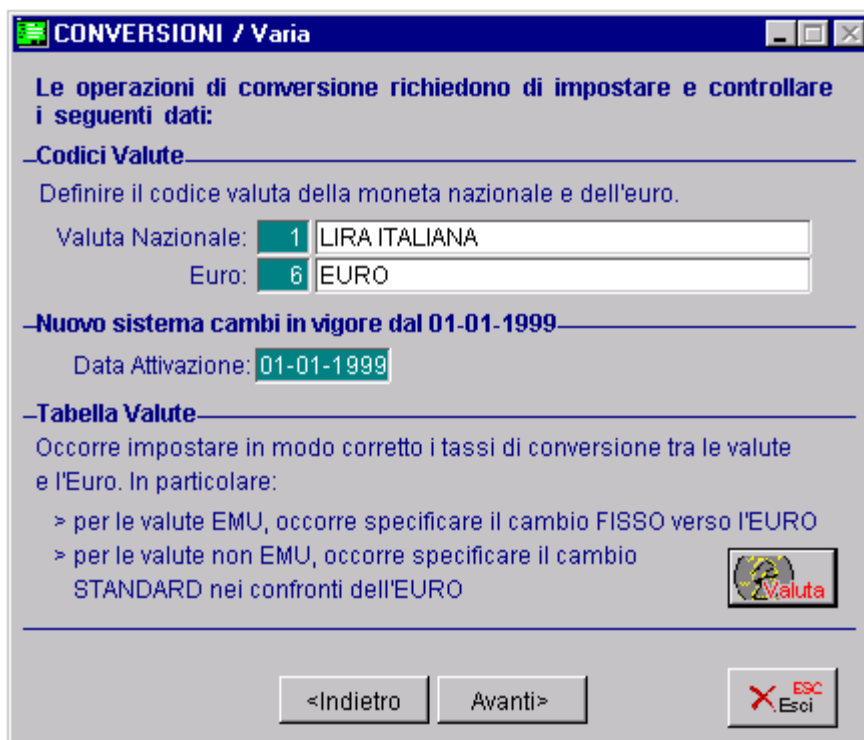 CONVERSIONI / Varia
Le operazioni di conversione richiedono di impostare e controllare
i seguenti dati:
Codici Valute
Definire il codice valuta della moneta nazionale e dell'euro.
Valuta Nazionale: 1 LIRA ITALIANA
Euro: 6 EURO
Nuovo sistema cambi in vigore dal 01-01-1999
Data Attivazione: 01-01-1999
Tabella Valute
Occorre impostare in modo corretto i tassi di conversione tra le valute
e l'Euro. In particolare:
> per le valute EMU, occorre specificare il cambio FISSO verso l'EURO
> per le valute non EMU, occorre specificare il cambio
STANDARD nei confronti dell'EURO
Valuta
<Indietro Avanti> ESC
Esci